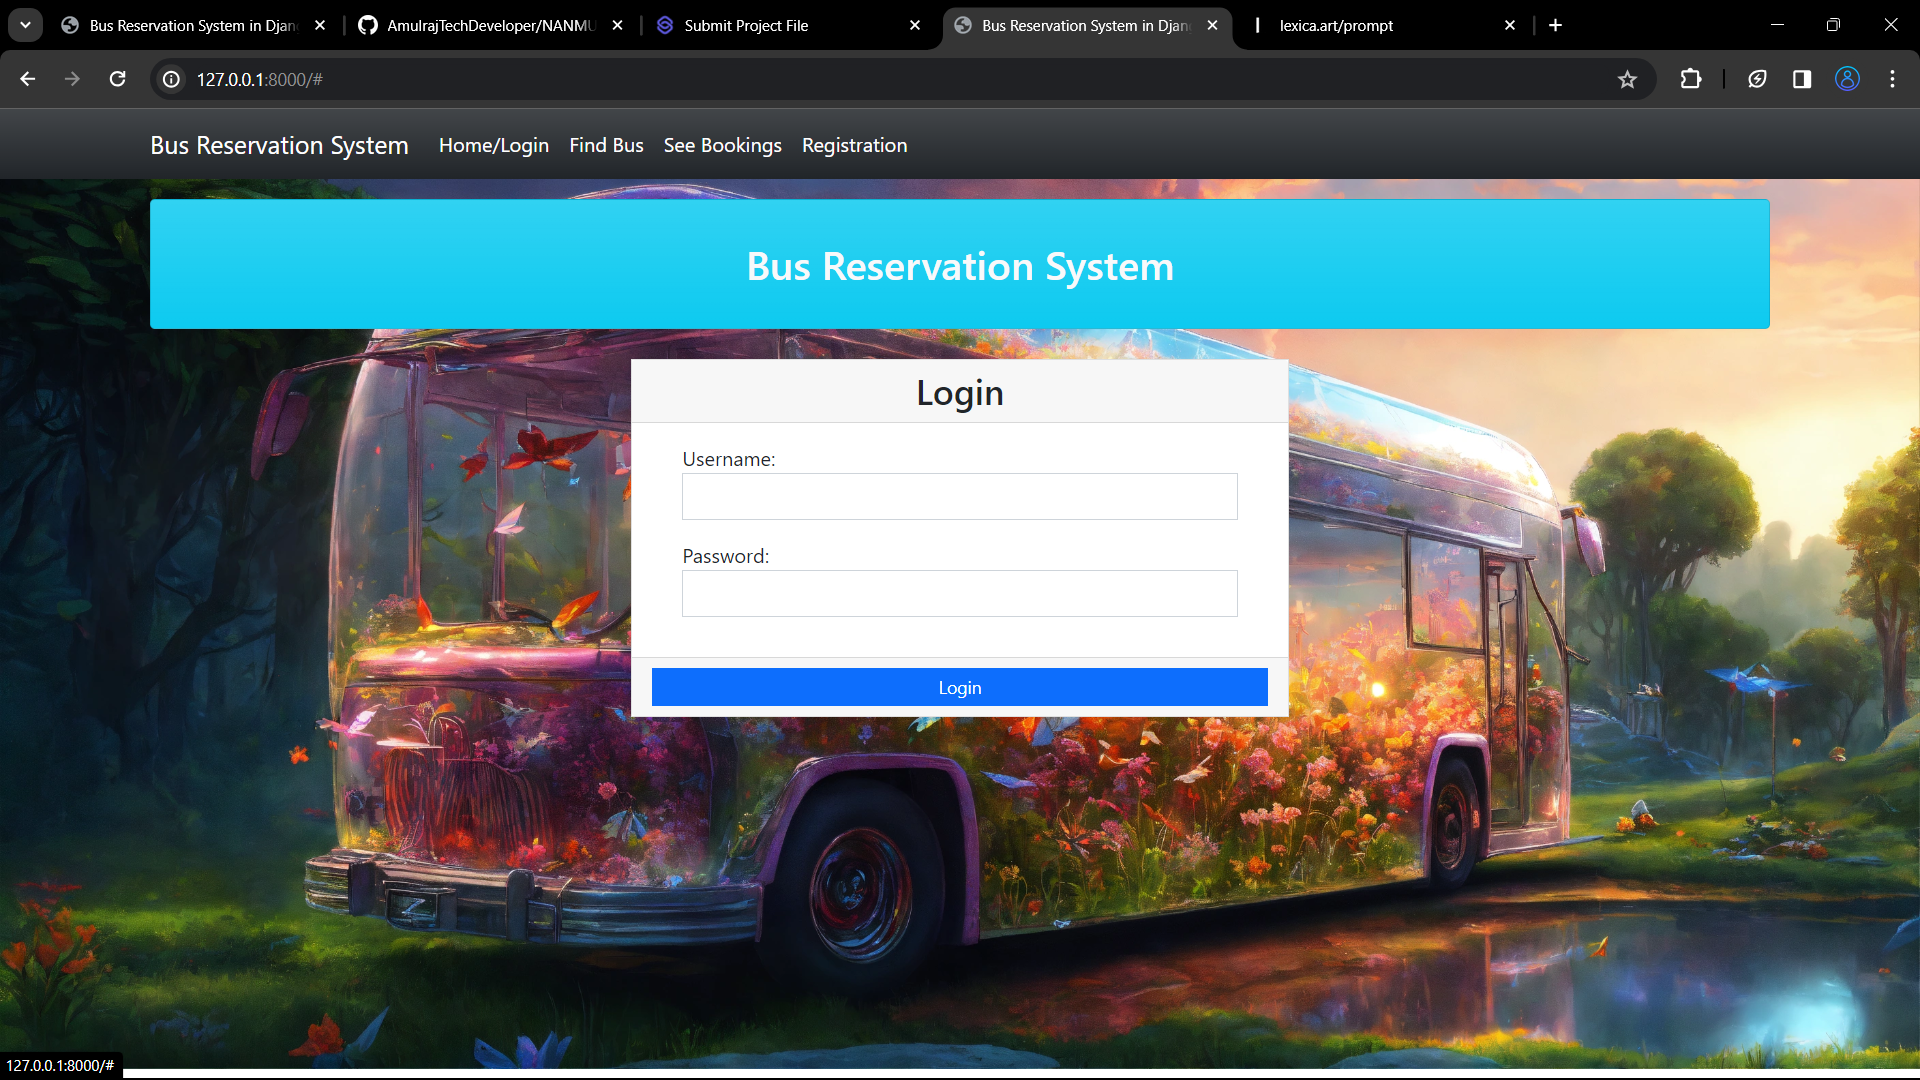 Bus Reservation System in Djan
AmulrajTechDeveloper/NANMU
Submit Project File
Bus Reservation System in Djan
lexica.art/prompt
127.0.0.1:8000/#
Bus Reservation System
Home/Login
Find Bus
See Bookings
Registration
Bus Reservation System
Login
Username:
Password:
Login
127.0.0.1:8000/#